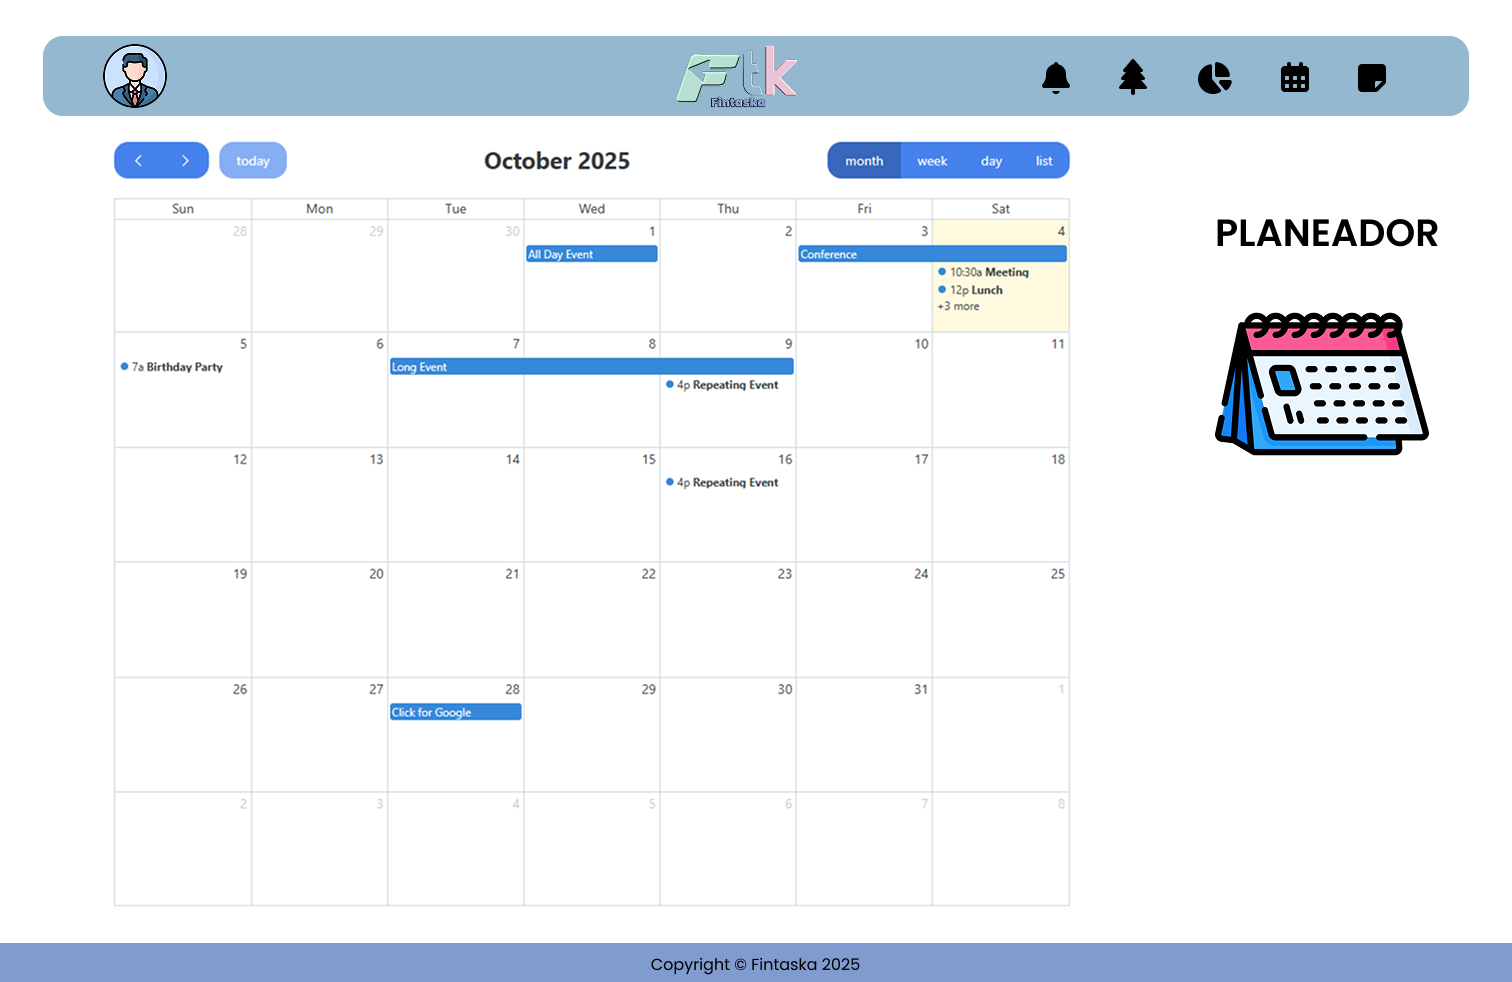 Ftk
Fintaska
today
October 2025
month week day list
Sun Mon Tue Wed Thu Fri Sat
28 29 30 1 2 3 4
All Day Event
Conference
10:30a Meeting
12p Lunch
+3 more
5 6 7 8 9 10 11
7a Birthday Party
Long Event
4p Repeating Event
12 13 14 15 16 17 18
4p Repeating Event
19 20 21 22 23 24 25
26 27 28 29 30 31 1
Click for Google
2 3 4 5 6 7 8
PLANEADOR
Copyright © Fintaska 2025